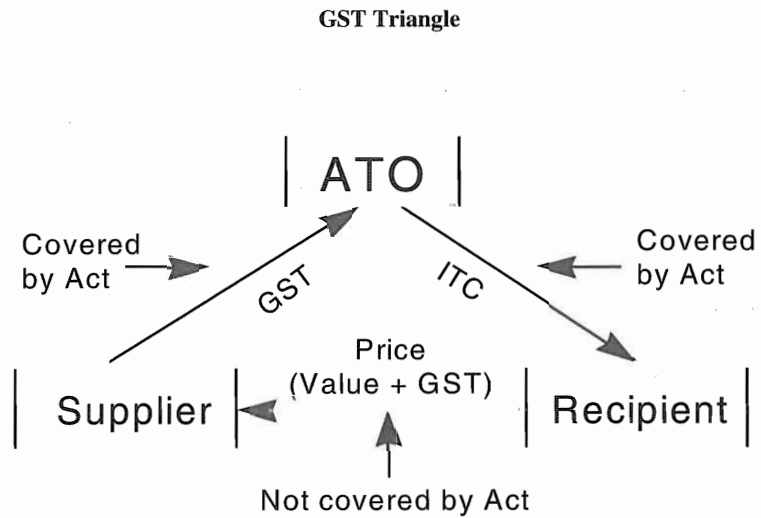 GST Triangle
ATO
Covered
by Act
GST
ITC
Covered
by Act
Price
(Value + GST)
Supplier
Recipient
Not covered by Act